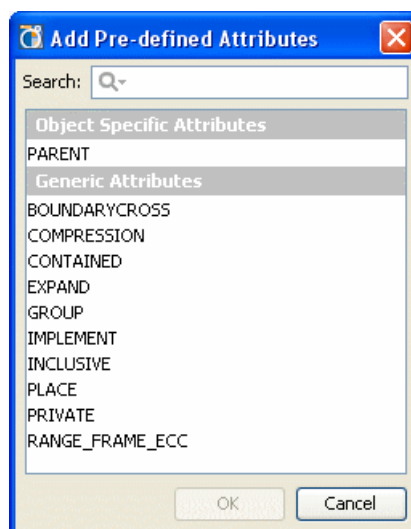 Add Pre-defined Attributes
Search:
Object Specific Attributes
PARENT
Generic Attributes
BOUNDARYCROSS
COMPRESSION
CONTAINED
EXPAND
GROUP
IMPLEMENT
INCLUSIVE
PLACE
PRIVATE
RANGE_FRAME_ECC
OK Cancel